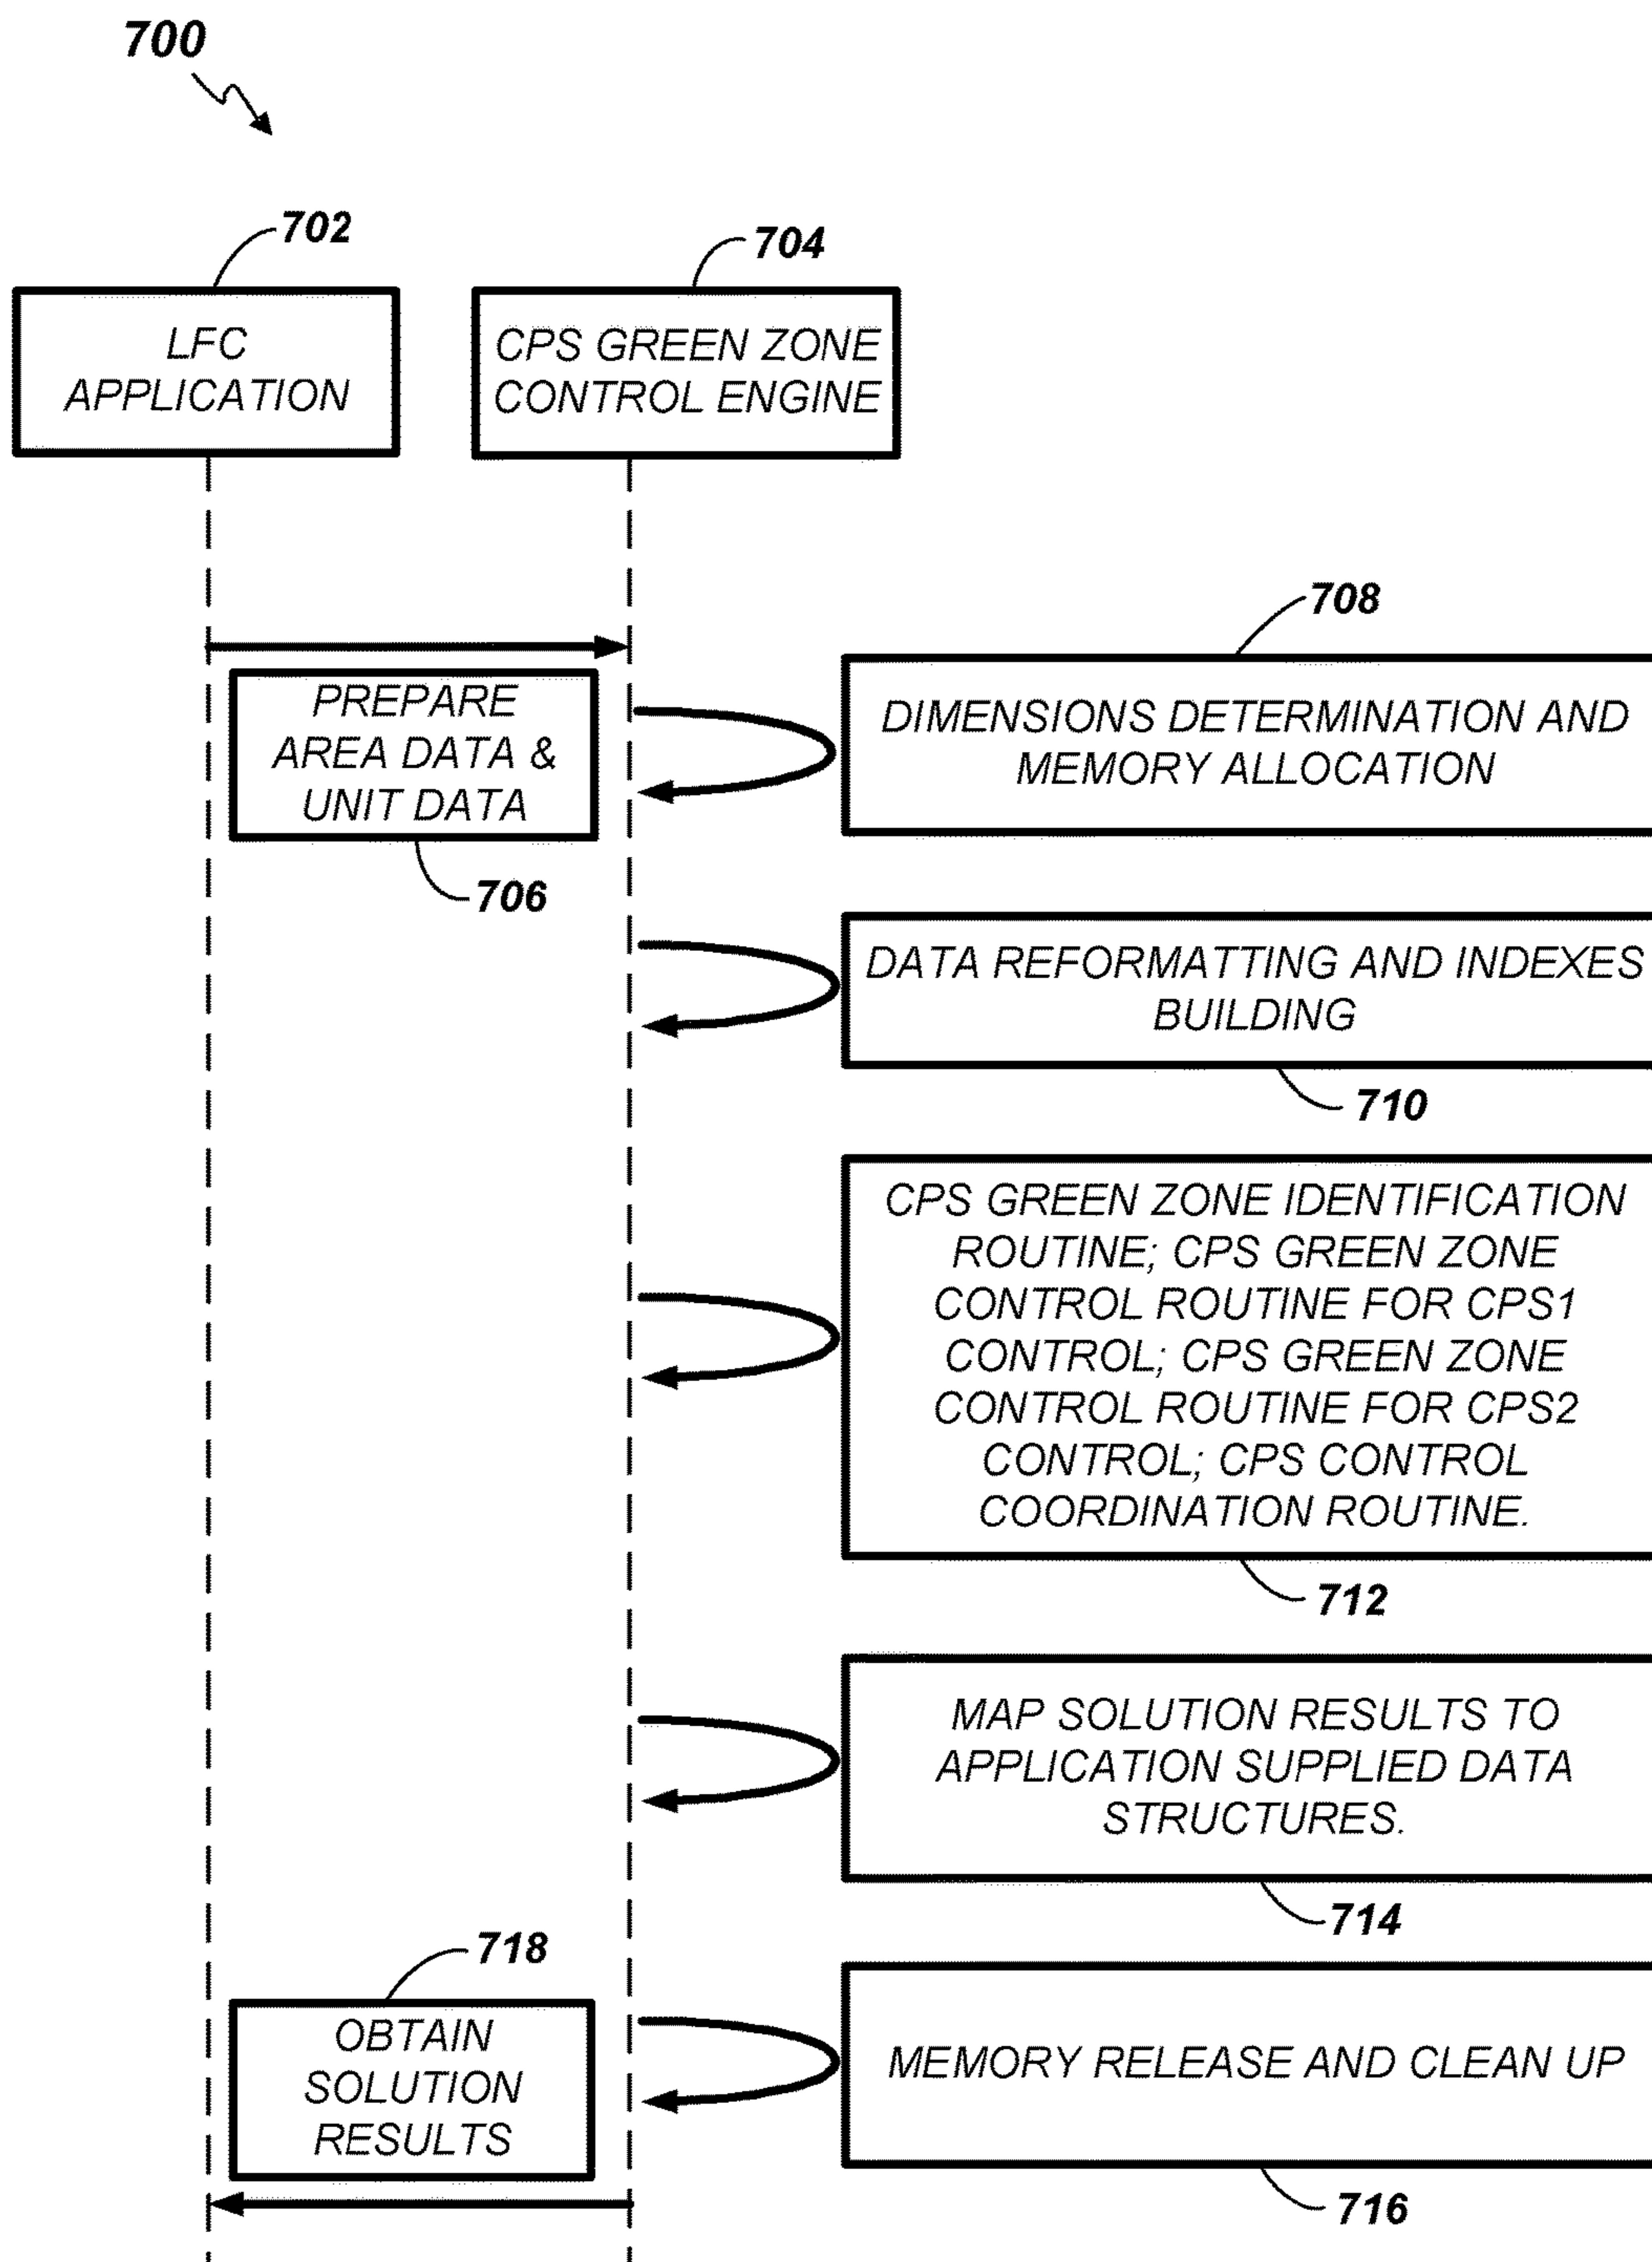 700
702
704
LFC
APPLICATION
CPS GREEN ZONE
CONTROL ENGINE
708
PREPARE
AREA DATA &
UNIT DATA
706
DIMENSIONS DETERMINATION AND
MEMORY ALLOCATION
DATA REFORMATTING AND INDEXES
BUILDING
710
CPS GREEN ZONE IDENTIFICATION
ROUTINE; CPS GREEN ZONE
CONTROL ROUTINE FOR CPS1
CONTROL; CPS GREEN ZONE
CONTROL ROUTINE FOR CPS2
CONTROL; CPS CONTROL
COORDINATION ROUTINE.
712
MAP SOLUTION RESULTS TO
APPLICATION SUPPLIED DATA
STRUCTURES.
714
718
OBTAIN
SOLUTION
RESULTS
MEMORY RELEASE AND CLEAN UP
716